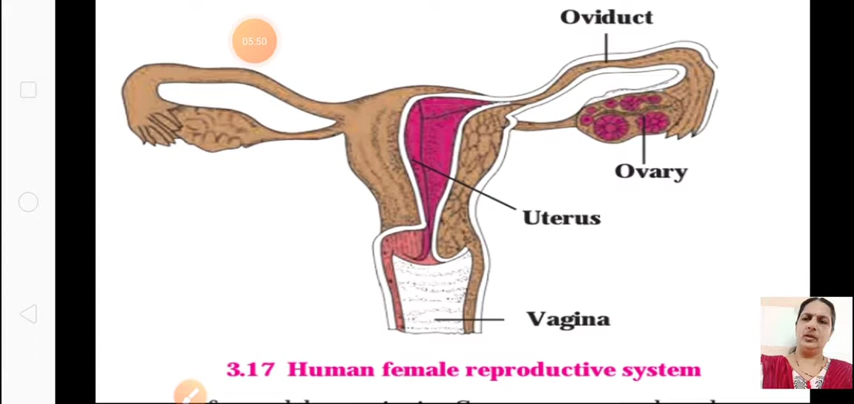 05:50
Oviduct
Ovary
Uterus
Vagina
3.17 Human female reproductive system